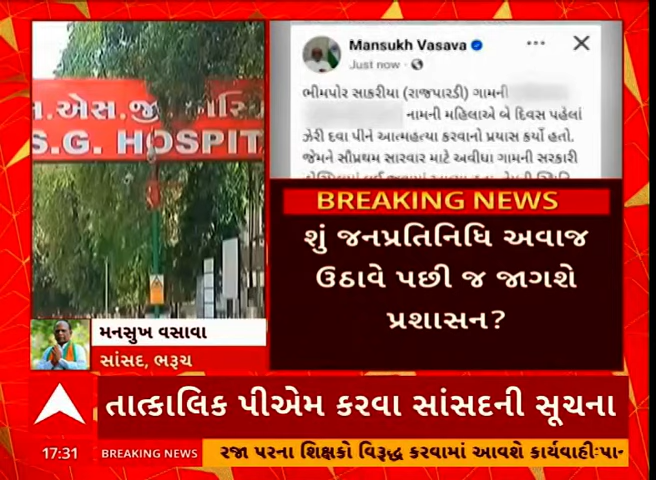 Mansukh Vasava
Just now
ભીમપોર સાકરીયા (રાજપારડી) ગામની
નામની મહિલાએ બે દિવસ પહેલાં
ઝેરી દવા પીને આત્મહત્યા કરવાનો પ્રયાસ કર્યો હતો.
જેમને સૌપ્રથમ સારવાર માટે અવીધા ગામની સરકારી
એસ.જી.
S.G. HOSPIT
BREAKING NEWS
શું જનપ્રતિનિધિ અવાજ
ઉઠાવે પછી જ જાગશે
પ્રશાસન?
મનસુખ વસાવા
સાંસદ, ભરૂચ
તાત્કાલિક પીએમ કરવા સાંસદની સૂચના
17:31
BREAKING NEWS
રજા પરના શિક્ષકો વિરૂદ્ધ કરવામાં આવશે કાર્યવાહીઃપા